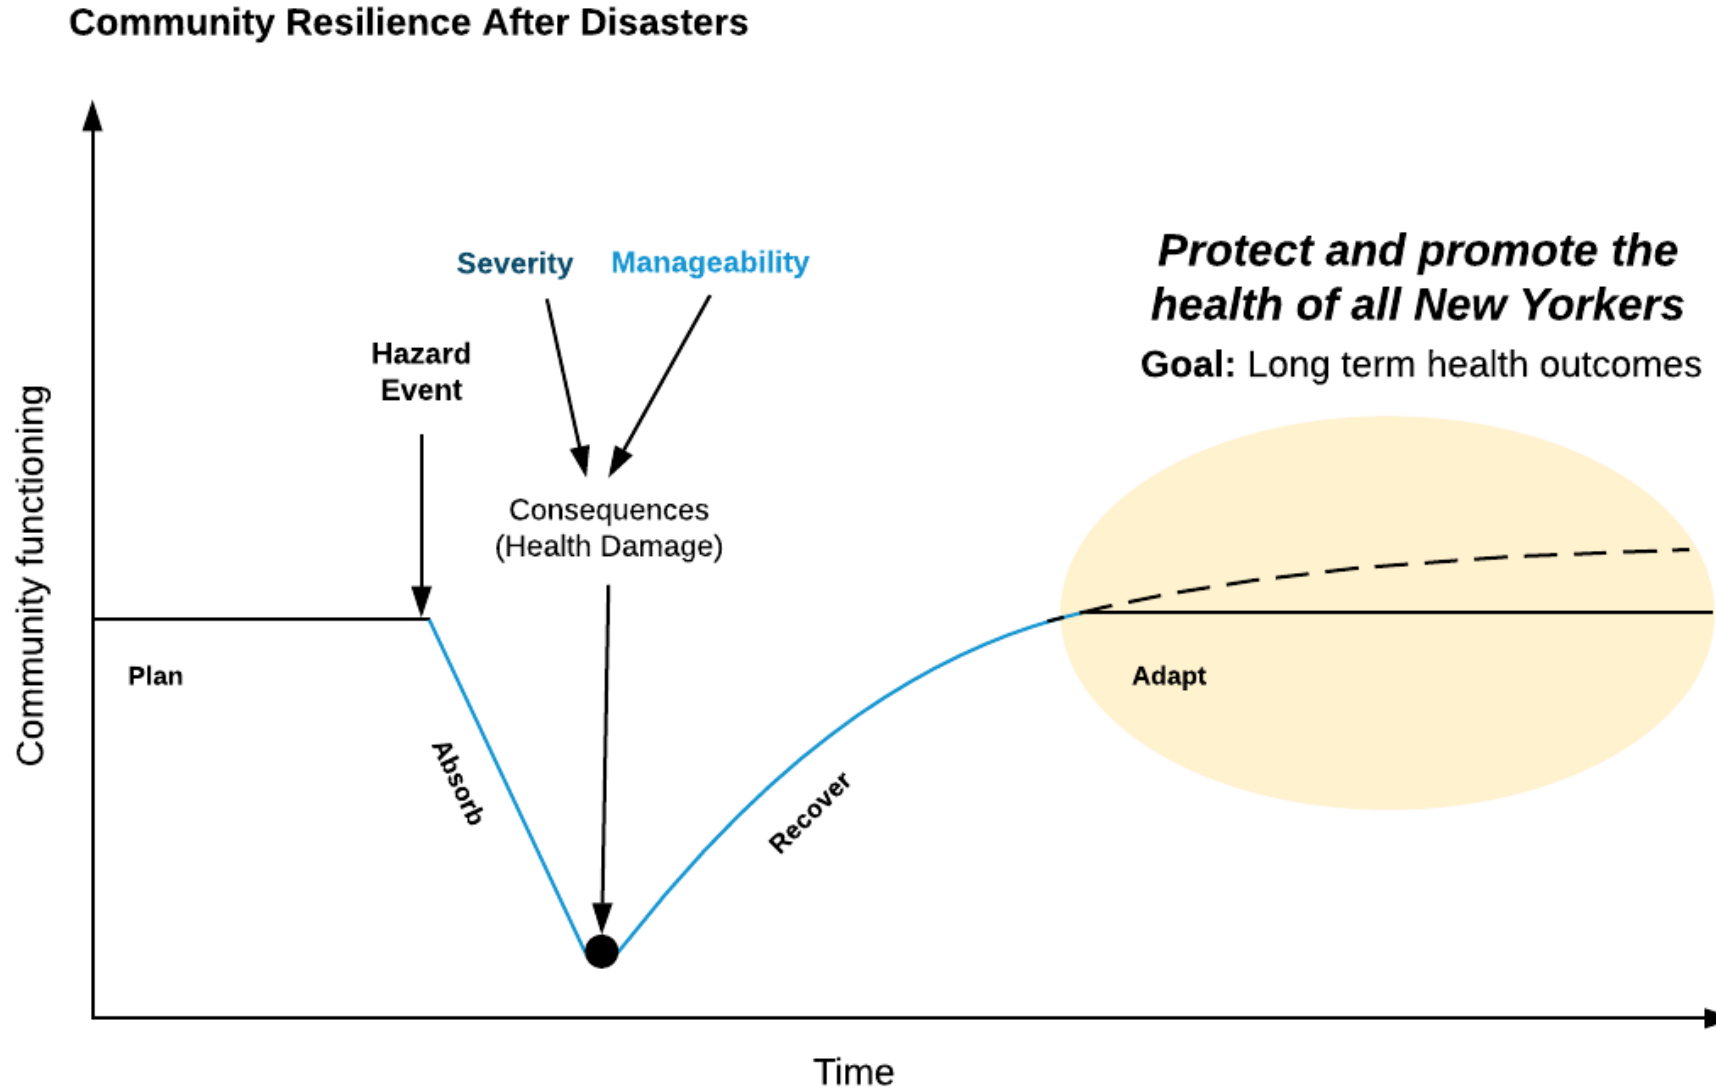 Community Resilience After Disasters
Protect and promote the
health of all New Yorkers
Goal: Long term health outcomes
Severity
Manageability
Hazard
Event
Consequences
(Health Damage)
Community functioning
Plan
Absorb
Recover
Adapt
Time